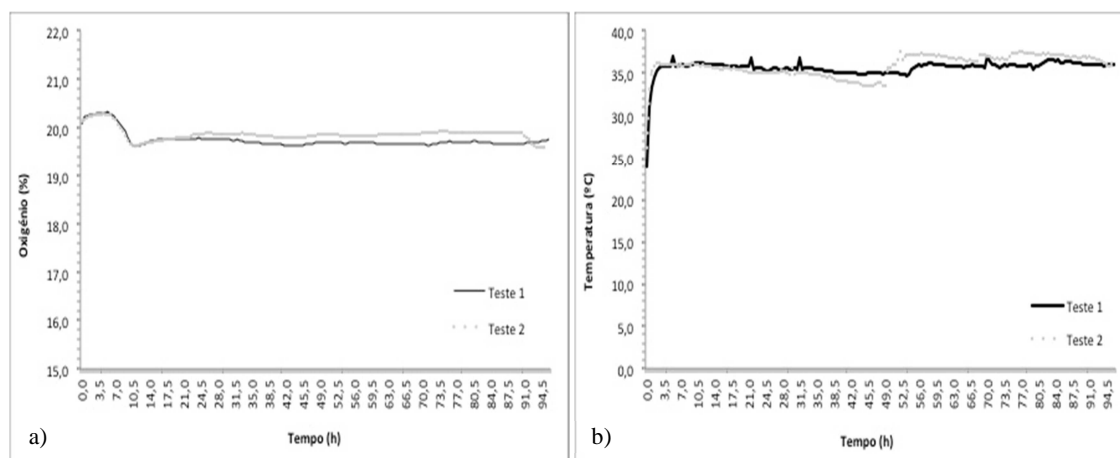 22,0
21,0
20,0
19,0
18,0
17,0
16,0
15,0
Oxigénio (%)
Teste 1
Teste 2
0,0 3,5 7,0 10,5 14,0 17,5 21,0 24,5 28,0 31,5 35,0 38,5 42,0 45,5 49,0 52,5 56,0 59,5 63,0 66,5 70,0 73,5 77,0 80,5 84,0 87,5 91,0 94,5
a)
Tempo (h)
40,0
35,0
30,0
25,0
20,0
15,0
10,0
5,0
0,0
Temperatura (ºC)
Teste 1
Teste 2
0,0 3,5 7,0 10,5 14,0 17,5 21,0 24,5 28,0 31,5 35,0 38,5 42,0 45,5 49,0 52,5 56,0 59,5 63,0 66,5 70,0 73,5 77,0 80,5 84,0 87,5 91,0 94,5
b)
Tempo (h)